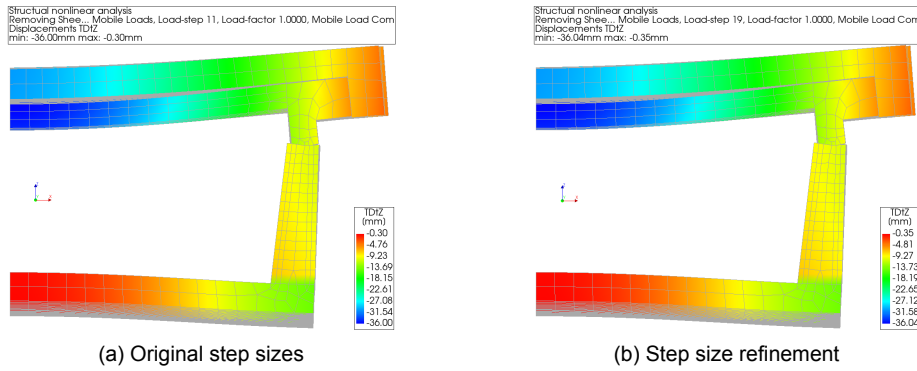 Structual nonlinear analysis
Removing Shee... Mobile Loads, Load-step 11, Load-factor 1.0000, Mobile Load Com
Displacements TDtZ
min: -36.00mm max: -0.30mm
TDtZ
(mm)
-0.30
-4.76
-9.23
-13.69
-18.15
-22.61
-27.08
-31.54
-36.00
(a) Original step sizes
Structual nonlinear analysis
Removing Shee... Mobile Loads, Load-step 19, Load-factor 1.0000, Mobile Load Com
Displacements TDtZ
min: -36.04mm max: -0.35mm
TDtZ
(mm)
-0.35
-4.81
-9.27
-13.73
-18.19
-22.65
-27.12
-31.58
-36.04
(b) Step size refinement